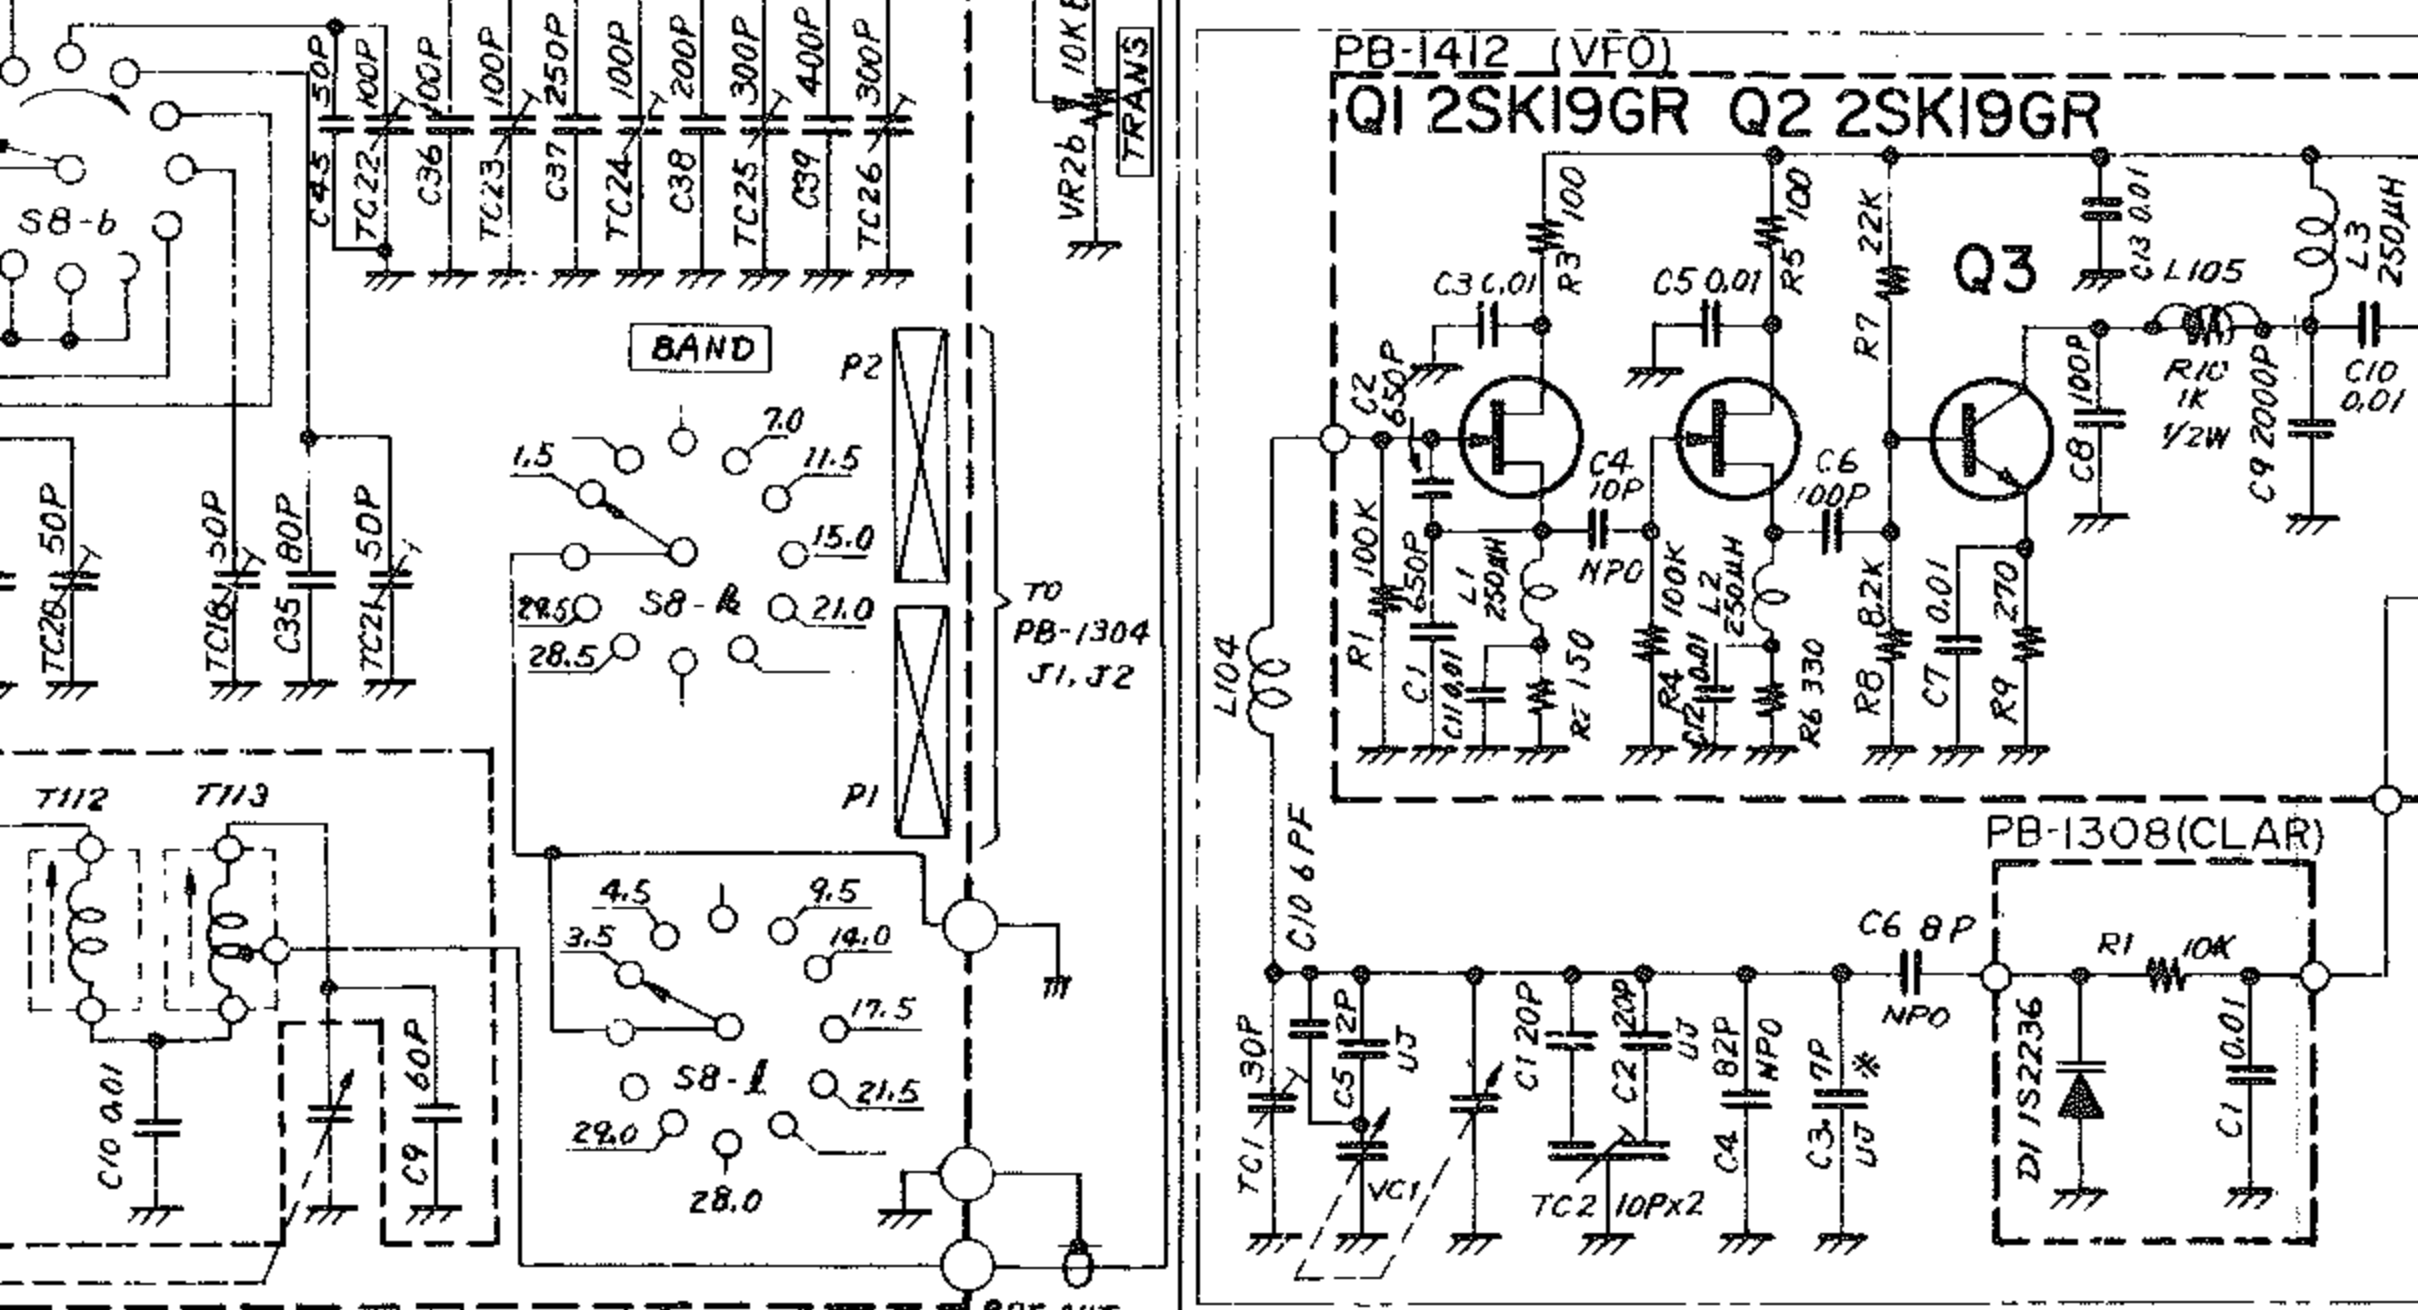 C45 50P
TC22 100P
C36 100P
TC23 100P
C37 250P
TC24 100P
C38 200P
TC25 300P
C39 400P
TC26 300P
VR2b 10KB
TRANS
S8-b
TC20 50P
TC18 50P
C35 80P
TC21 50P
BAND
P2
7.0
1.5
11.5
15.0
29.5
S8-k
21.0
28.5
TO
PB-1304
J1, J2
P1
T112
T113
4.5
9.5
3.5
14.0
17.5
S8-l
21.5
29.0
28.0
C10 0.01
C9 60P
PB-1412 (VFO)
Q1 2SK19GR Q2 2SK19GR
R3 100
R5 100
R7 22K
C13 0.01
L3
250μH
C3 0.01
C5 0.01
Q3
L105
R10
1K
1/2W
C10
0.01
C2
650P
C4
10P
NPO
C6
100P
C8 100P
C9 2000P
R1 100K
C1 650P
L1
250μH
C11 0.01
R2 150
R4 100K
L2
250μH
C12 0.01
R6 330
R8 8.2K
C7 0.01
R9 270
L104
PB-1308(CLAR)
C10 6PF
TC1 30P
C5 2P
UJ
VC1
C1 20P
C2 20P
UJ
TC2 10PX2
C4 82P
NPO
C3 7P
UJ *
C6 8P
NPO
R1 10K
D1 1S2236
C1 0.01